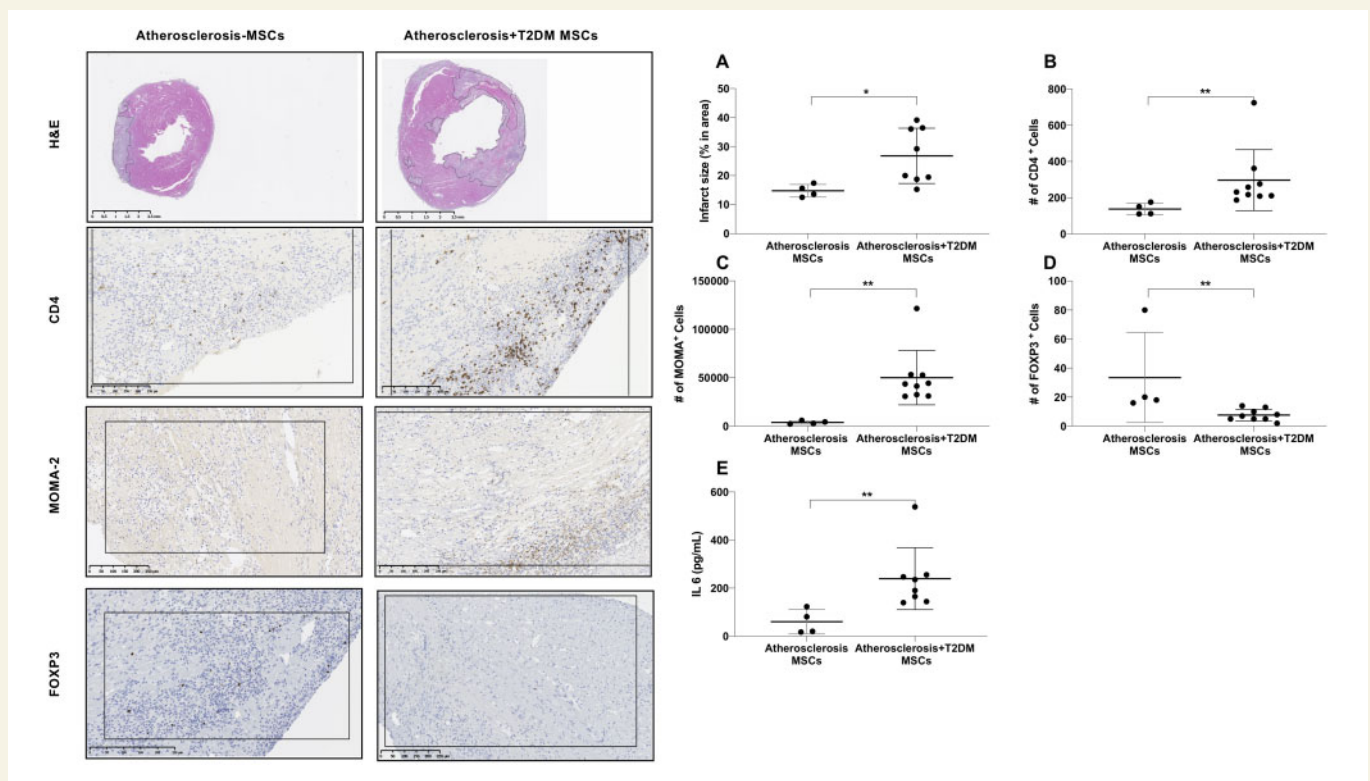 Atherosclerosis-MSCs
Atherosclerosis+T2DM MSCs
H&E
CD4
MOMA-2
FOXP3
A
50
40
30
20
10
0
Infarct size (% in area)
*
Atherosclerosis
MSCs
Atherosclerosis+T2DM
MSCs
B
800
600
400
200
0
# of CD4 + Cells
**
Atherosclerosis
MSCs
Atherosclerosis+T2DM
MSCs
C
150000
100000
50000
0
# of MOMA+ Cells
**
Atherosclerosis
MSCs
Atherosclerosis+T2DM
MSCs
D
100
80
60
40
20
0
# of FOXP3 + Cells
**
Atherosclerosis
MSCs
Atherosclerosis+T2DM
MSCs
E
600
400
200
0
IL 6 (pg/mL)
**
Atherosclerosis
MSCs
Atherosclerosis+T2DM
MSCs